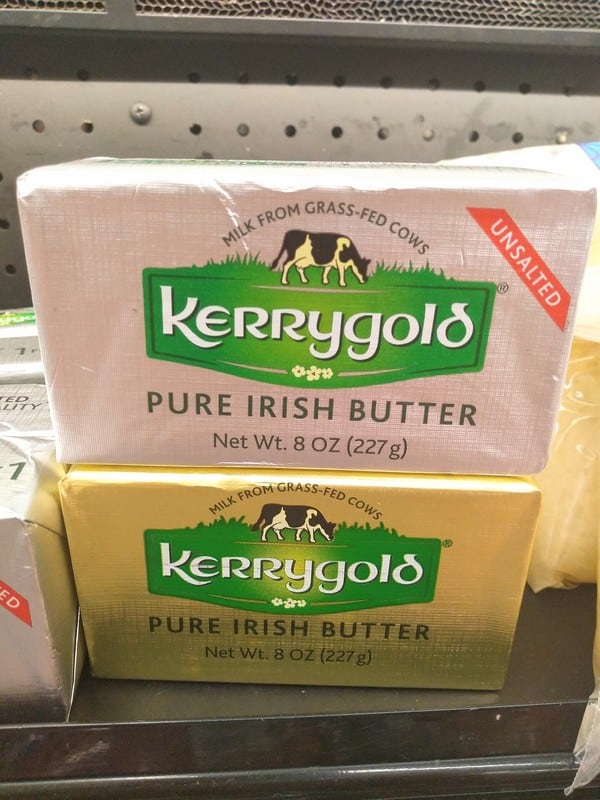 MILK FROM GRASS-FED COWS
UNSALTED
Kerrygold®
PURE IRISH BUTTER
Net Wt. 8 OZ (227g)
MILK FROM GRASS-FED COWS
Kerrygold®
PURE IRISH BUTTER
Net Wt. 8 OZ (227g)